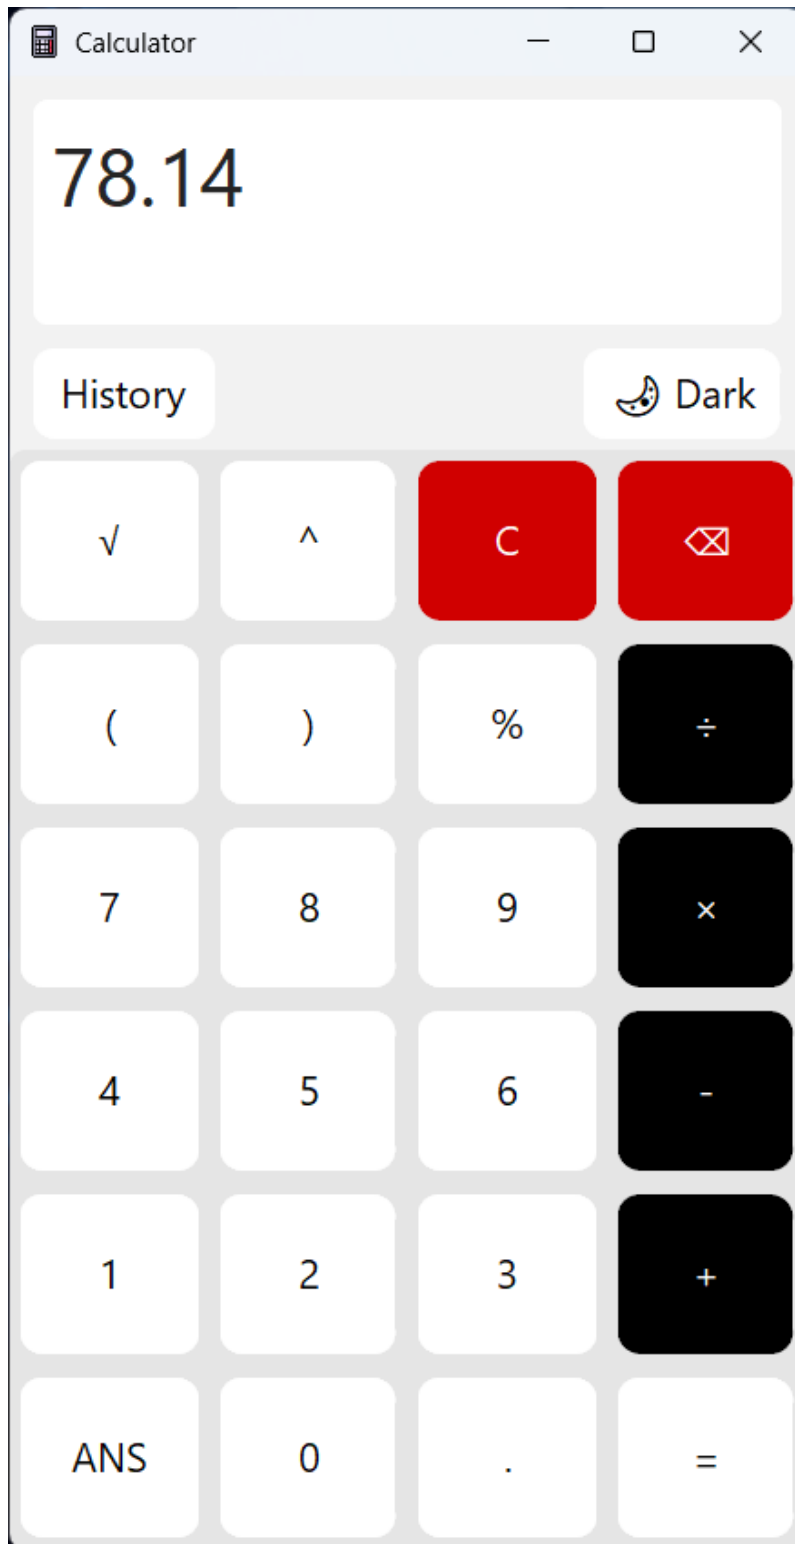 Calculator
78.14
History
Dark
√ ^ C ⌫
( ) % ÷
7 8 9 ×
4 5 6 -
1 2 3 +
ANS 0 . =